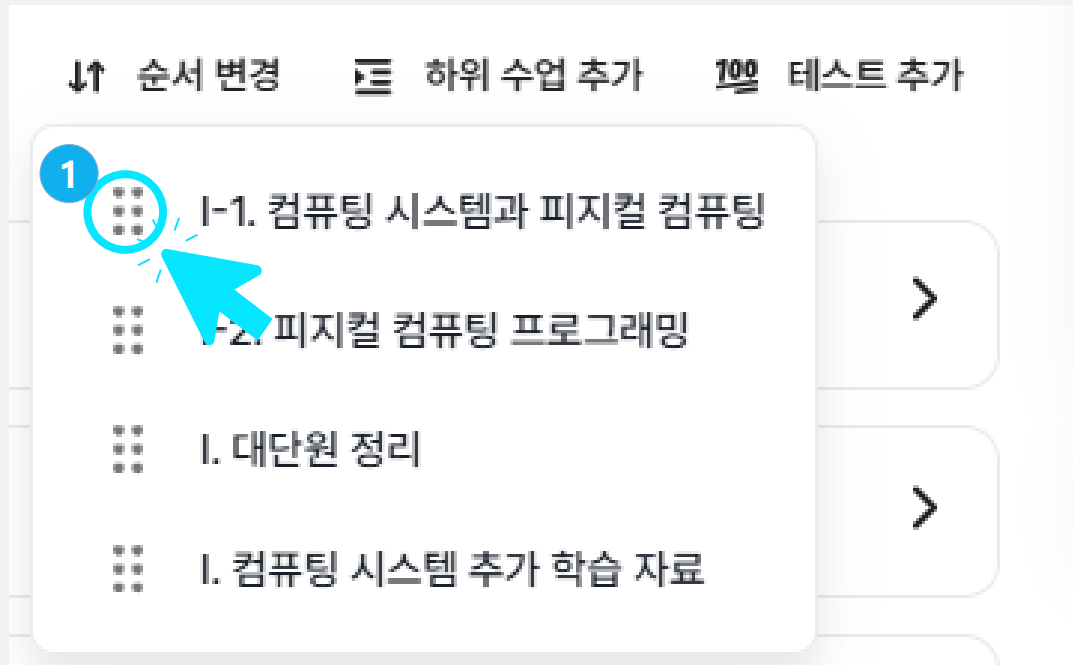 순서 변경 하위 수업 추가 100 테스트 추가
1
I-1. 컴퓨팅 시스템과 피지컬 컴퓨팅
I-2. 피지컬 컴퓨팅 프로그래밍
I. 대단원 정리
I. 컴퓨팅 시스템 추가 학습 자료